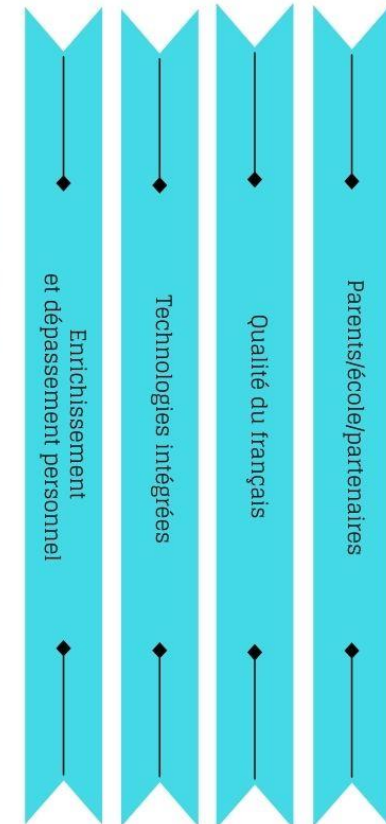 Parents/école/partenaires
Qualité du français
Technologies intégrées
Enrichissement
et dépassement personnel